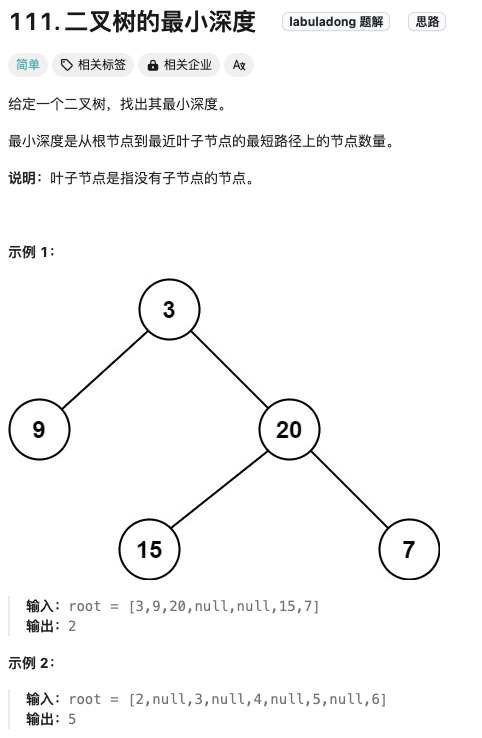 111. 二叉树的最小深度 labuladong 题解 思路
简单 相关标签 相关企业 Aֱ文
给定一个二叉树，找出其最小深度。
最小深度是从根节点到最近叶子节点的最短路径上的节点数量。
说明：叶子节点是指没有子节点的节点。
示例 1：
3
9 20
15 7
输入：root = [3,9,20,null,null,15,7]
输出：2
示例 2：
输入：root = [2,null,3,null,4,null,5,null,6]
输出：5